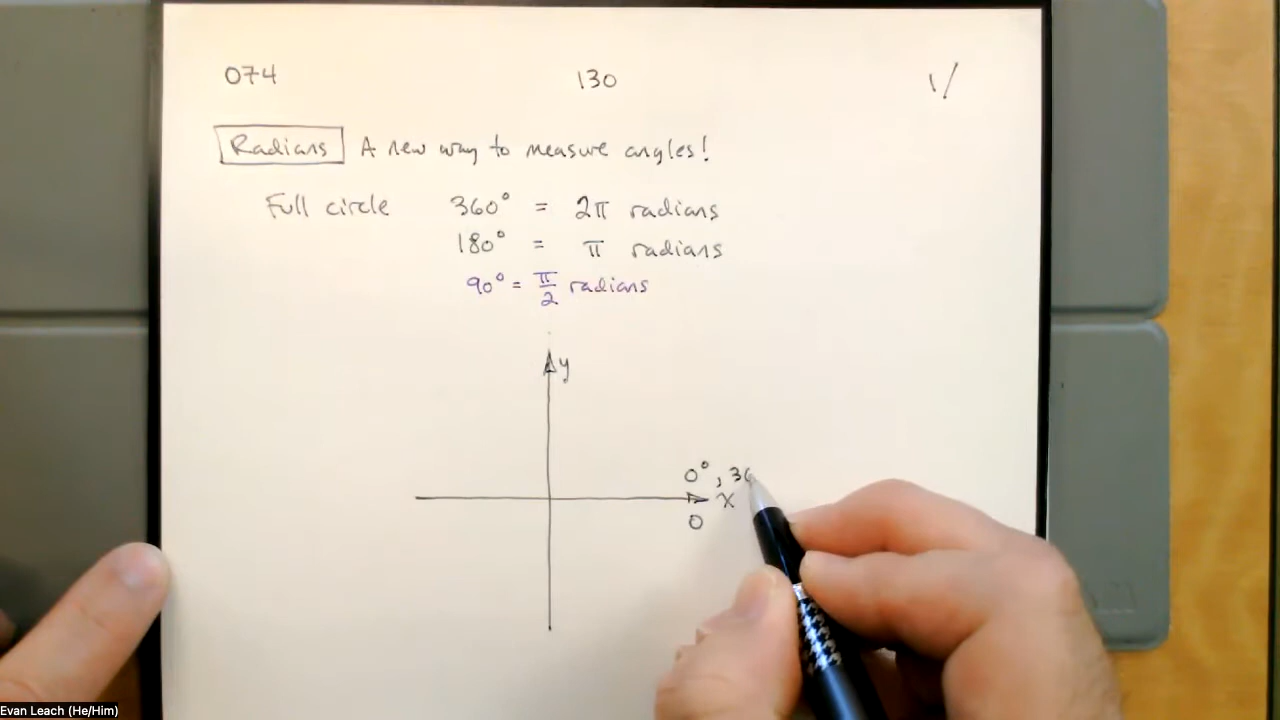 074 130 1/
Radians A new way to measure angles!
Full circle 360° = 2π radians
180° = π radians
90° = π/2 radians
y
0°, 36
x
0
Evan Leach (He/Him)